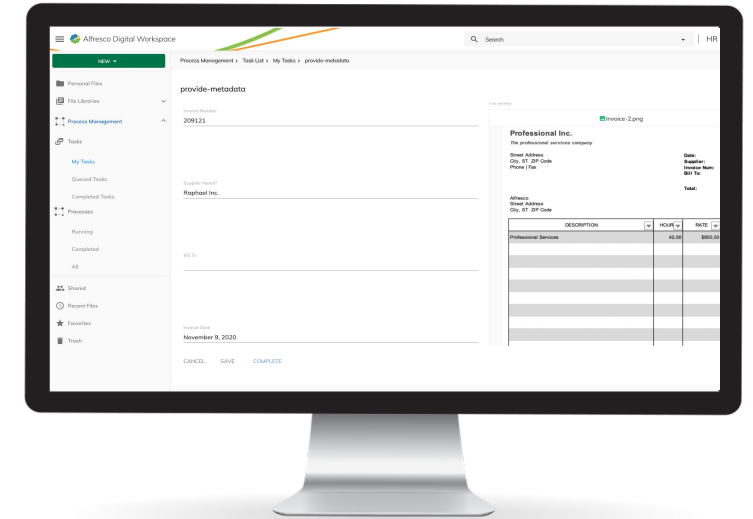 Alfresco Digital Workspace
Search
HR
NEW
Process Management › Task List › My Tasks › provide-metadata
Personal Files
File Libraries
Process Management
Tasks
My Tasks
Queued Tasks
Completed Tasks
Processes
Running
Completed
All
Shared
Recent Files
Favorites
Trash
provide-metadata
Invoice Number
209121
Supplier Name*
Raphael Inc.
Bill To
Invoice Date
November 9, 2020
CANCEL SAVE COMPLETE
Invoice-2.png
Professional Inc.
The professional services company
Street Address
City, ST ZIP Code
Phone | Fax
Date:
Supplier:
Invoice Num:
Bill To:
Total:
Alfresco
Street Address
City, ST ZIP Code
DESCRIPTION HOUR RATE
Professional Services 42,00 $900,00